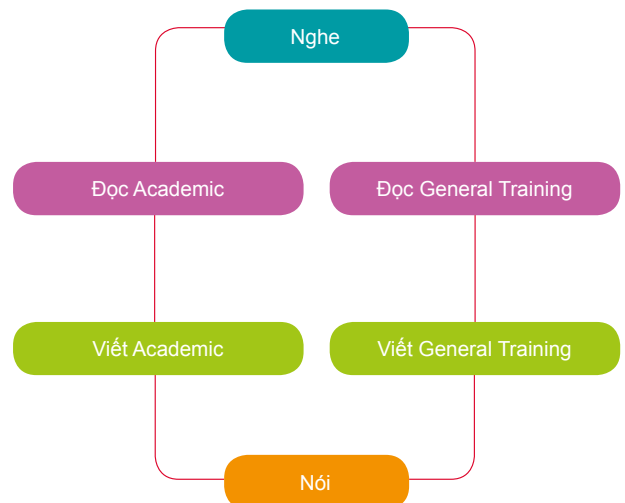 Nghe
Đọc Academic
Đọc General Training
Viết Academic
Viết General Training
Nói